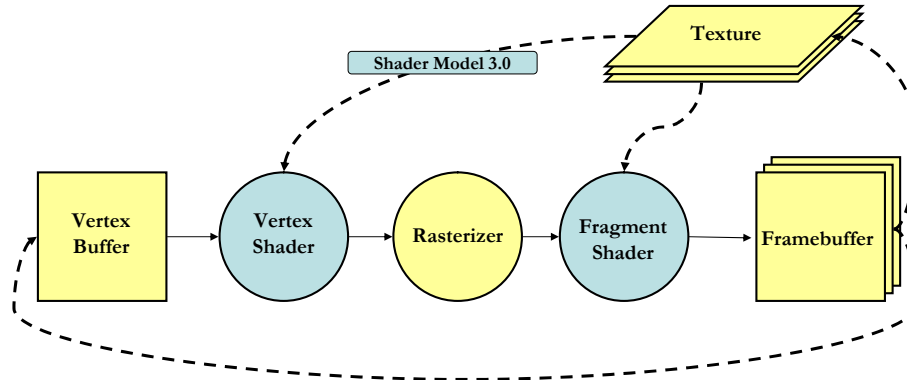 Texture
Shader Model 3.0
Vertex
Buffer
Vertex
Shader
Rasterizer
Fragment
Shader
Framebuffer